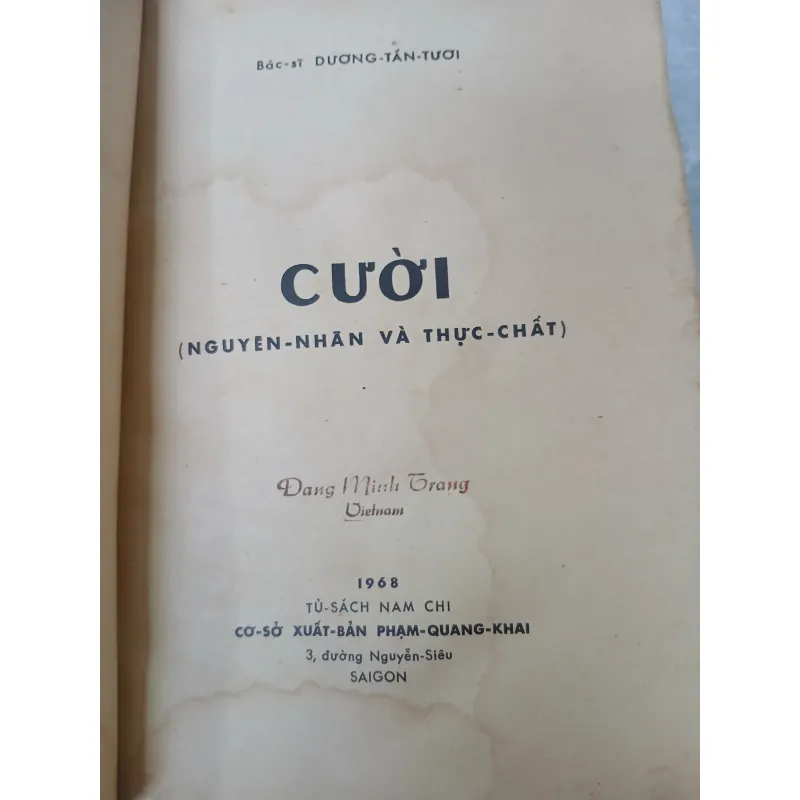 Bác-sĩ DƯƠNG-TẤN-TƯƠI
CƯỜI
(NGUYÊN-NHÂN VÀ THỰC-CHẤT)
Dang Minh Trang
Vietnam
1968
TỦ-SÁCH NAM CHI
CƠ-SỞ XUẤT-BẢN PHẠM-QUANG-KHAI
3, đường Nguyễn-Siêu
SAIGON